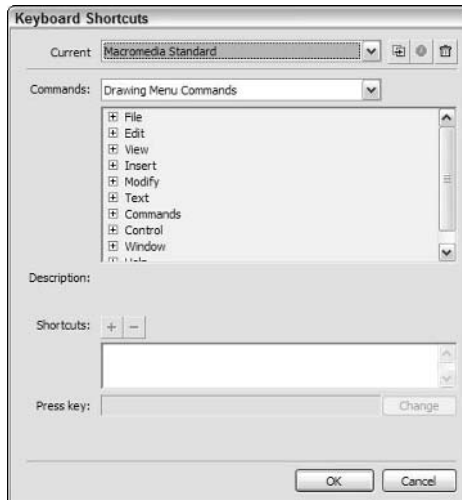 Keyboard Shortcuts
Current Macromedia Standard
Commands: Drawing Menu Commands
File
Edit
View
Insert
Modify
Text
Commands
Control
Window
Help
Description:
Shortcuts: + −
Press key: Change
OK Cancel